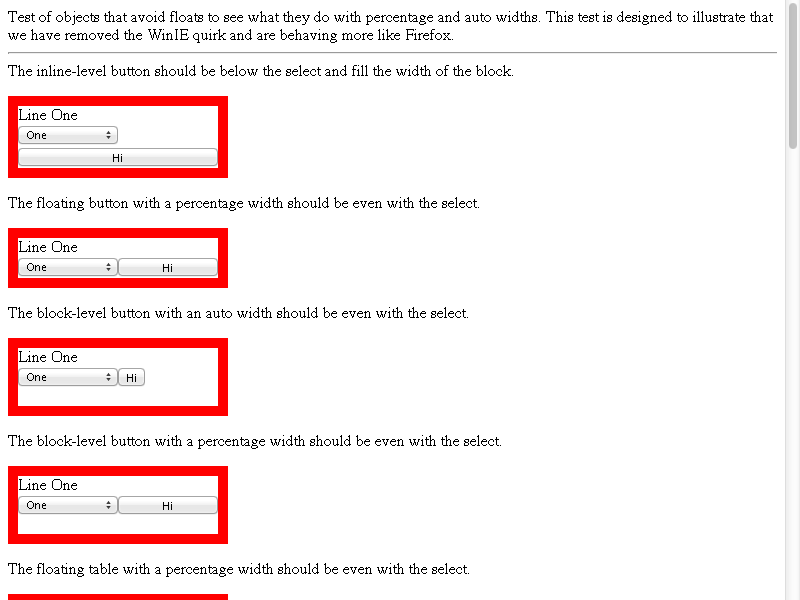 Test of objects that avoid floats to see what they do with percentage and auto widths. This test is designed to illustrate that
we have removed the WinIE quirk and are behaving more like Firefox.
The inline-level button should be below the select and fill the width of the block.
Line One
One
Hi
The floating button with a percentage width should be even with the select.
Line One
One Hi
The block-level button with an auto width should be even with the select.
Line One
One Hi
The block-level button with a percentage width should be even with the select.
Line One
One Hi
The floating table with a percentage width should be even with the select.